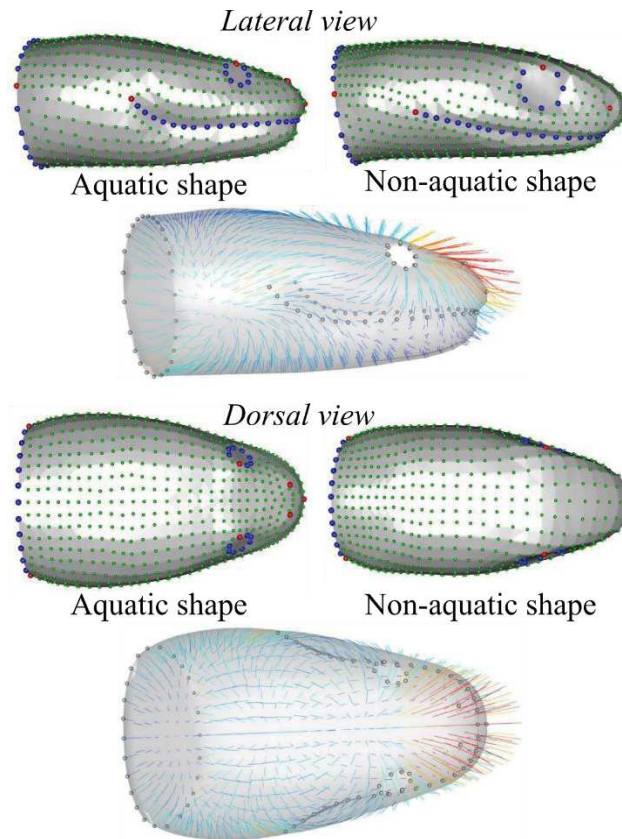 Lateral view
Aquatic shape
Non-aquatic shape
Dorsal view
Aquatic shape
Non-aquatic shape